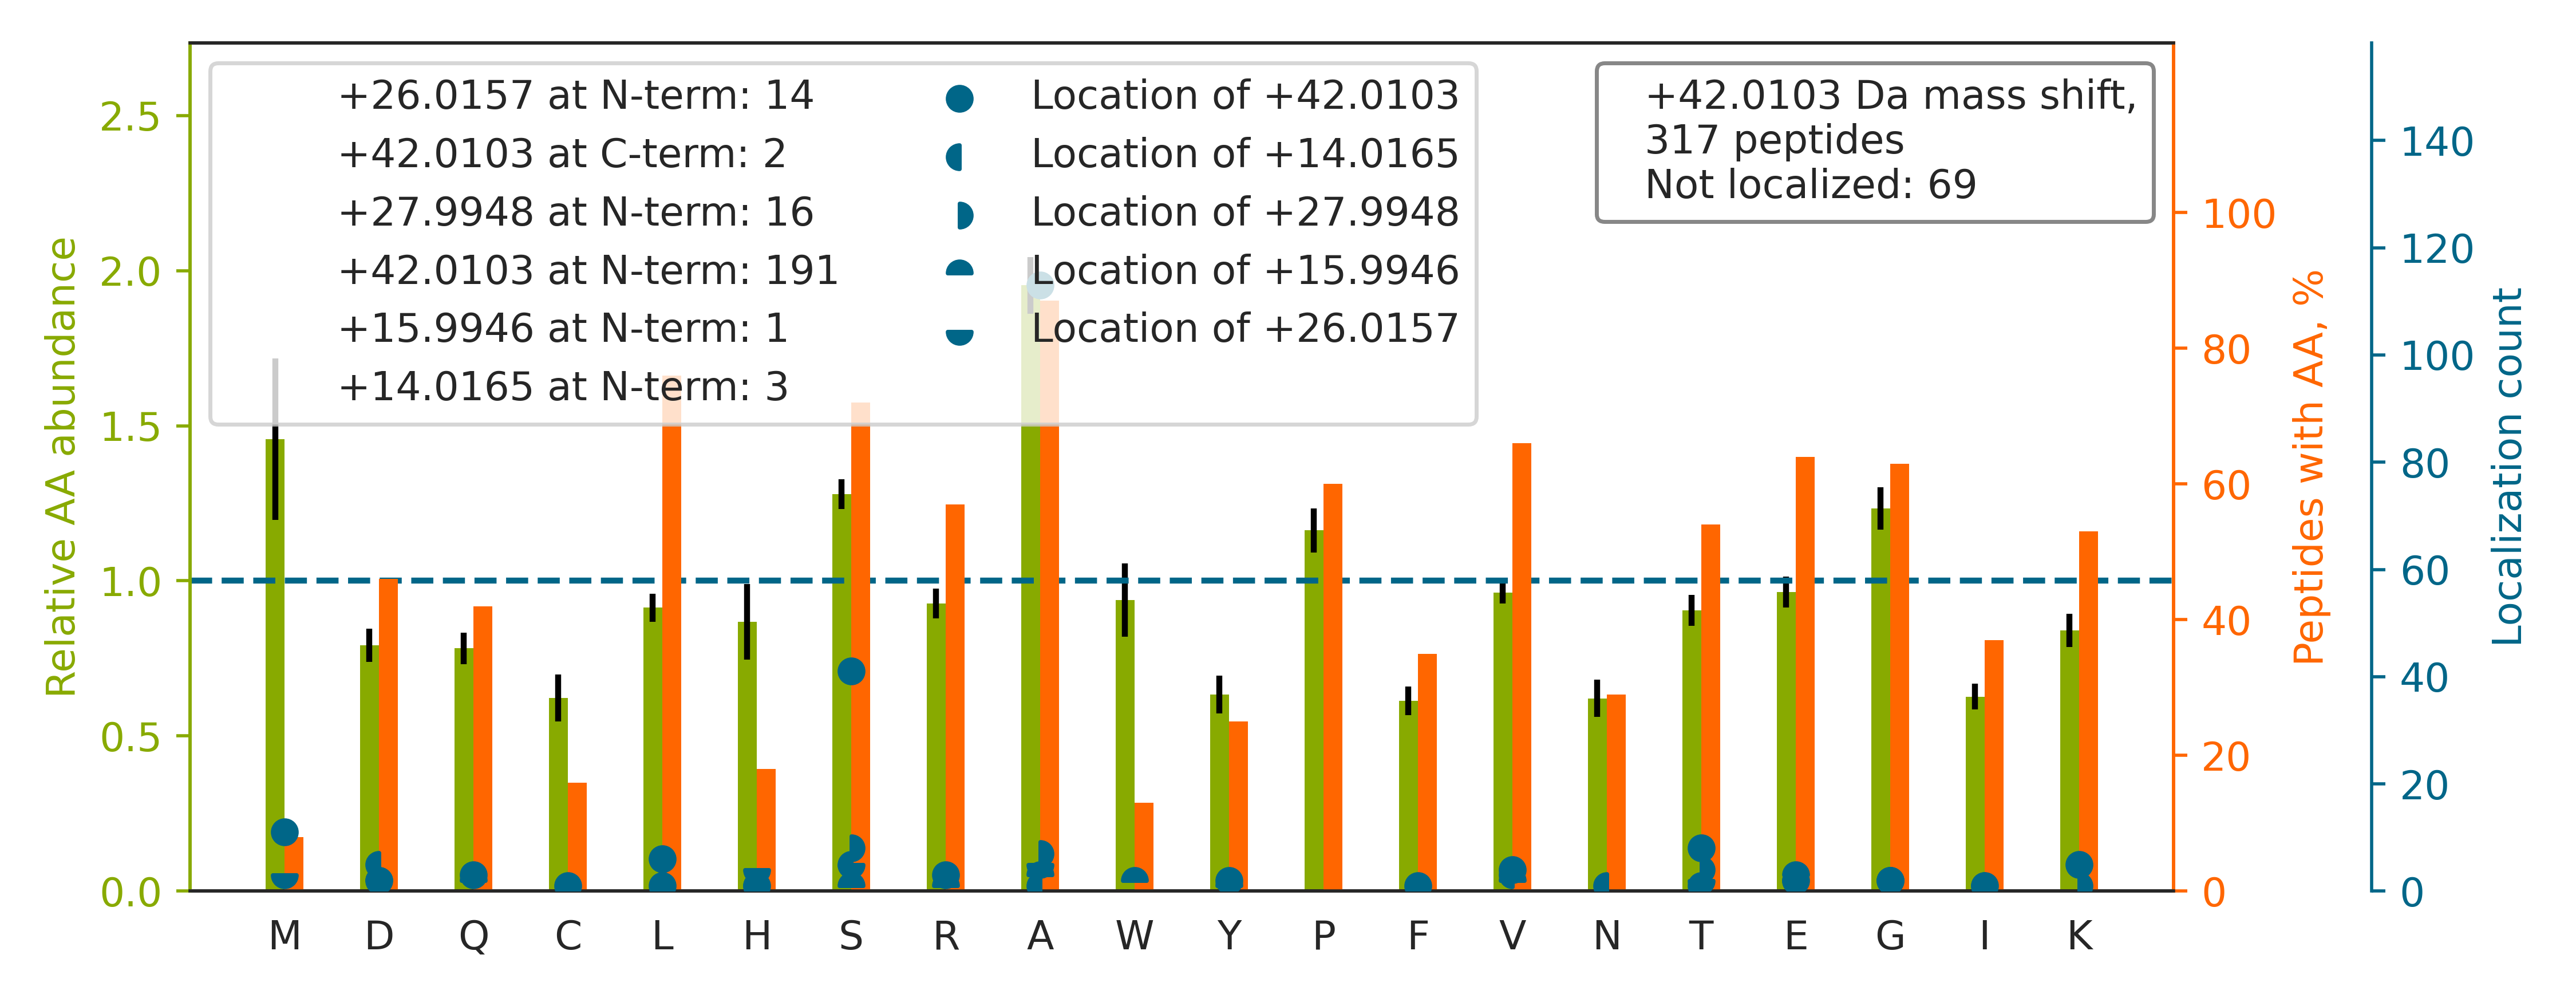 +26.0157 at N-term: 14
+42.0103 at C-term: 2
+27.9948 at N-term: 16
+42.0103 at N-term: 191
+15.9946 at N-term: 1
+14.0165 at N-term: 3
Location of +42.0103
Location of +14.0165
Location of +27.9948
Location of +15.9946
Location of +26.0157
+42.0103 Da mass shift,
317 peptides
Not localized: 69
Relative AA abundance
2.5
2.0
1.5
1.0
0.5
0.0
M D Q C L H S R A W Y P F V N T E G I K
100
80
60
40
20
0
Peptides with AA, %
140
120
100
80
60
40
20
0
Localization count